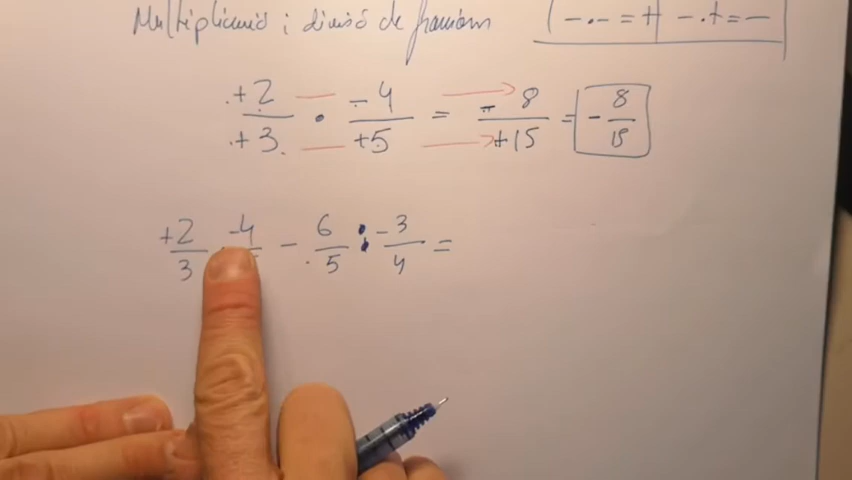 Multiplicació i divisió de fraccions  - · - = +  - · + = -
+2/+3 · -4/+5 = -8/+15 = -8/15
+2/3  -4/  - 6/5 : -3/4 =